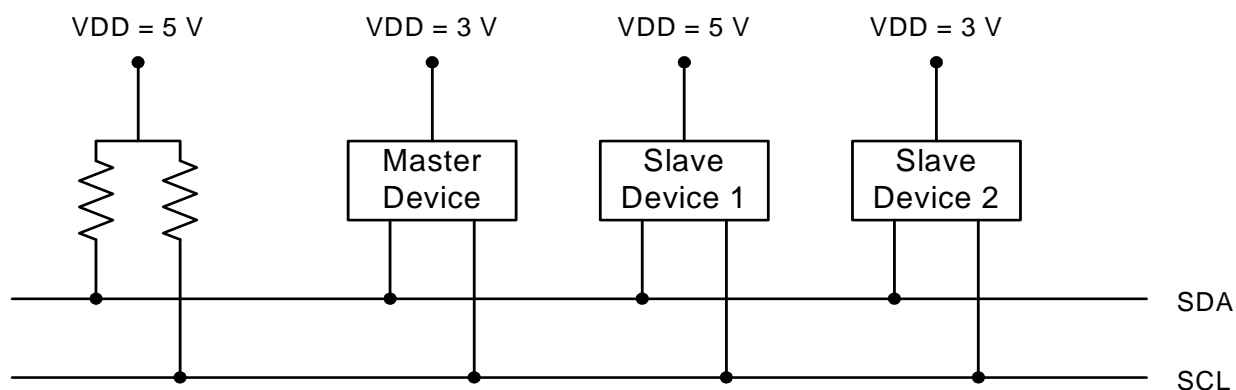 VDD = 5 V
VDD = 3 V
VDD = 5 V
VDD = 3 V
Master
Device
Slave
Device 1
Slave
Device 2
SDA
SCL